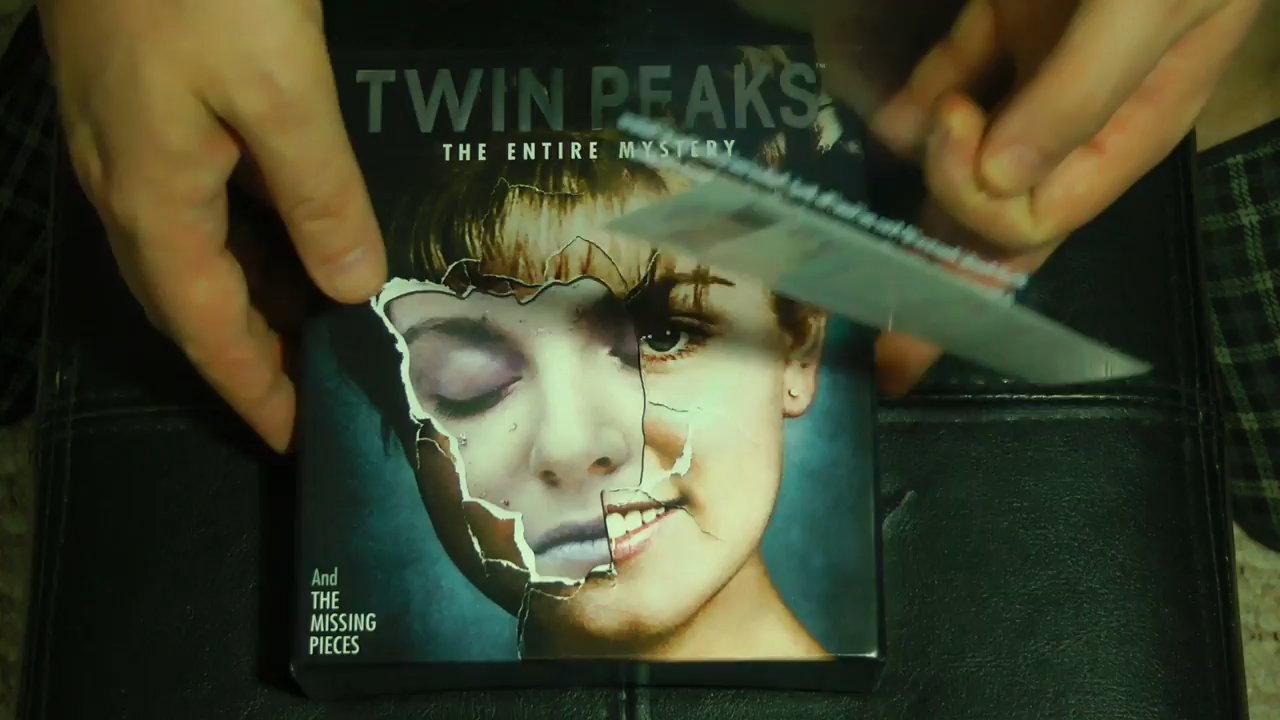 TWIN PEAKS
THE ENTIRE MYSTERY
And
THE
MISSING
PIECES